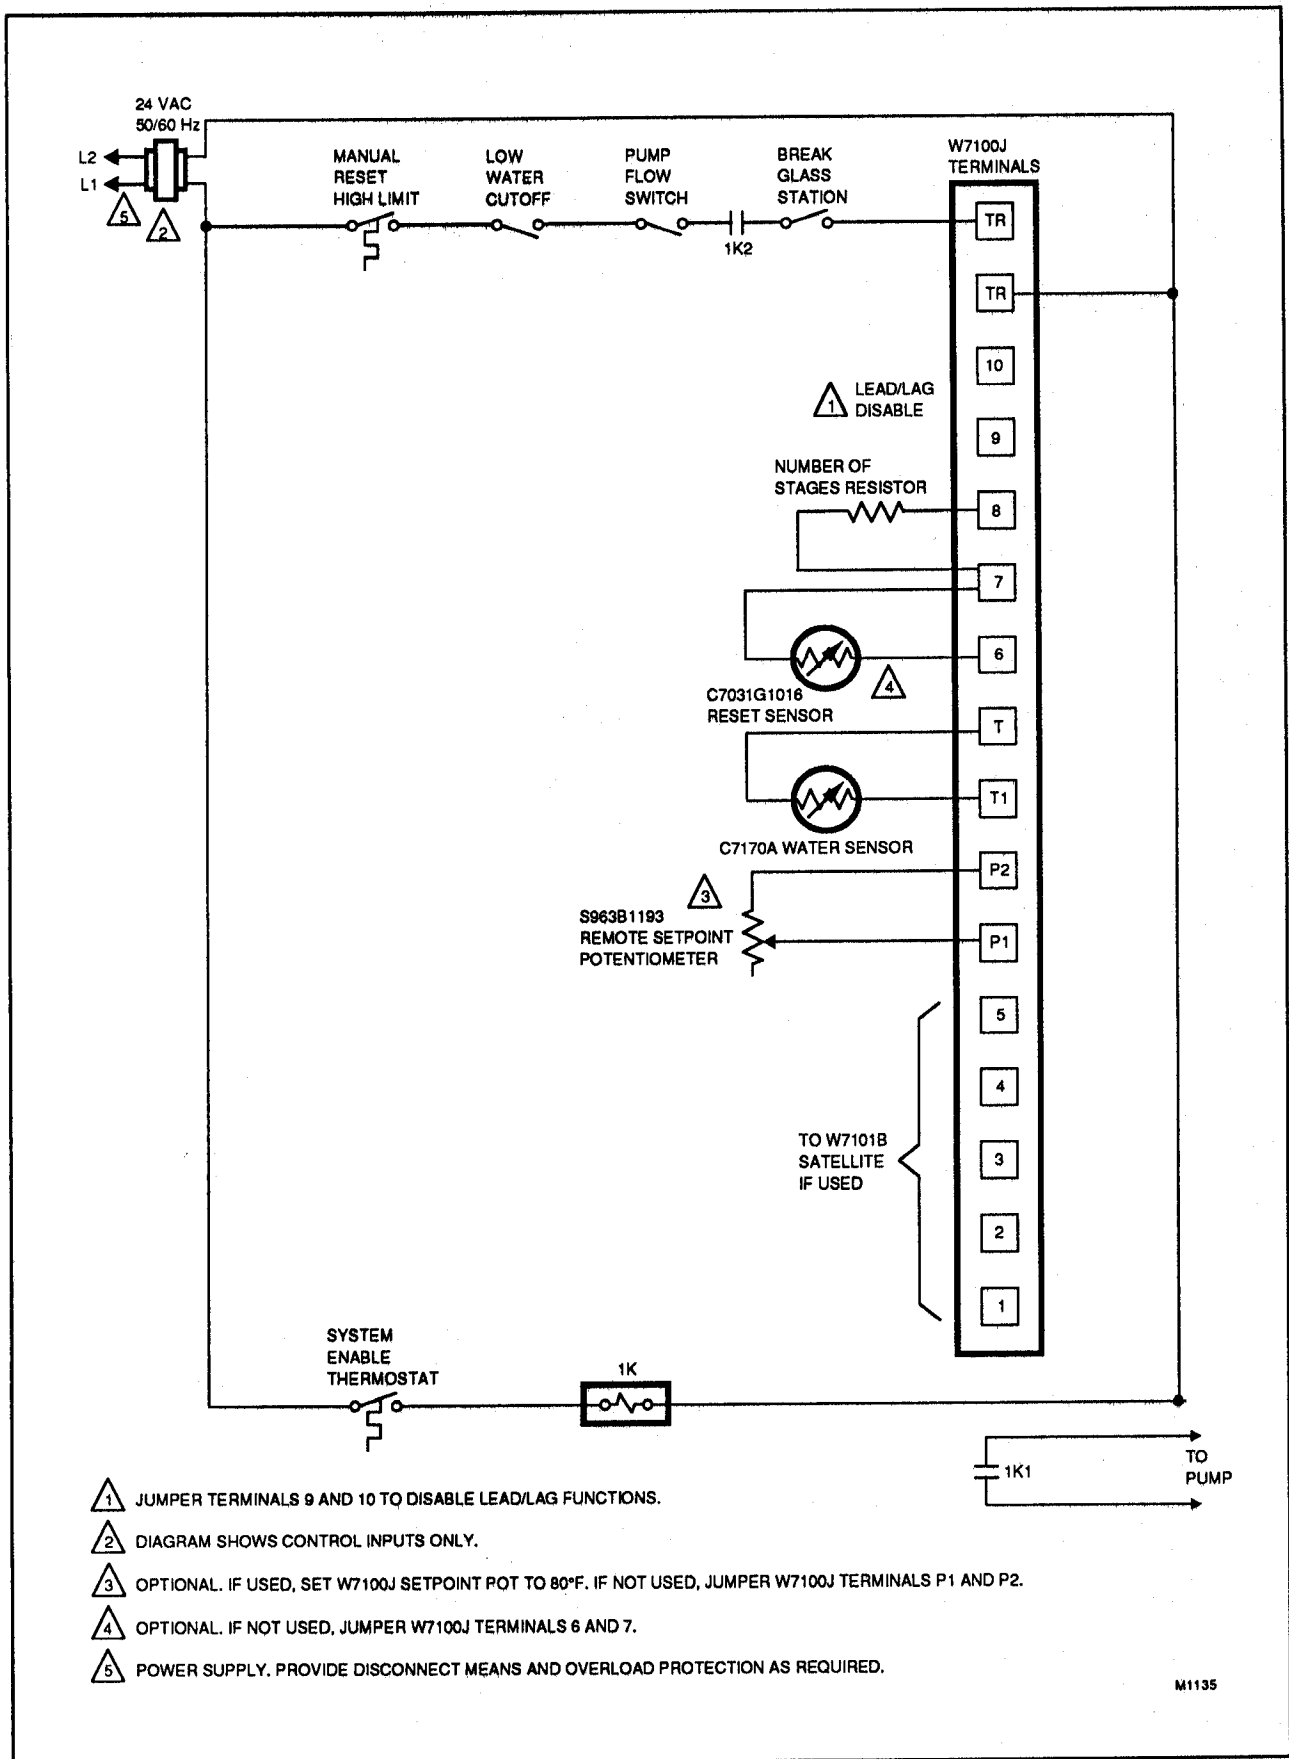 24 VAC
50/60 Hz
L2
L1
5
2
MANUAL
RESET
HIGH LIMIT
LOW
WATER
CUTOFF
PUMP
FLOW
SWITCH
1K2
BREAK
GLASS
STATION
W7100J
TERMINALS
TR
TR
10
1
LEAD/LAG
DISABLE
9
NUMBER OF
STAGES RESISTOR
8
7
6
4
C7031G1016
RESET SENSOR
T
T1
C7170A WATER SENSOR
P2
3
S963B1193
REMOTE SETPOINT
POTENTIOMETER
P1
5
4
TO W7101B
SATELLITE
IF USED
3
2
1
SYSTEM
ENABLE
THERMOSTAT
1K
1K1
TO
PUMP
1 JUMPER TERMINALS 9 AND 10 TO DISABLE LEAD/LAG FUNCTIONS.
2 DIAGRAM SHOWS CONTROL INPUTS ONLY.
3 OPTIONAL. IF USED, SET W7100J SETPOINT POT TO 80°F. IF NOT USED, JUMPER W7100J TERMINALS P1 AND P2.
4 OPTIONAL. IF NOT USED, JUMPER W7100J TERMINALS 6 AND 7.
5 POWER SUPPLY. PROVIDE DISCONNECT MEANS AND OVERLOAD PROTECTION AS REQUIRED.
M1135